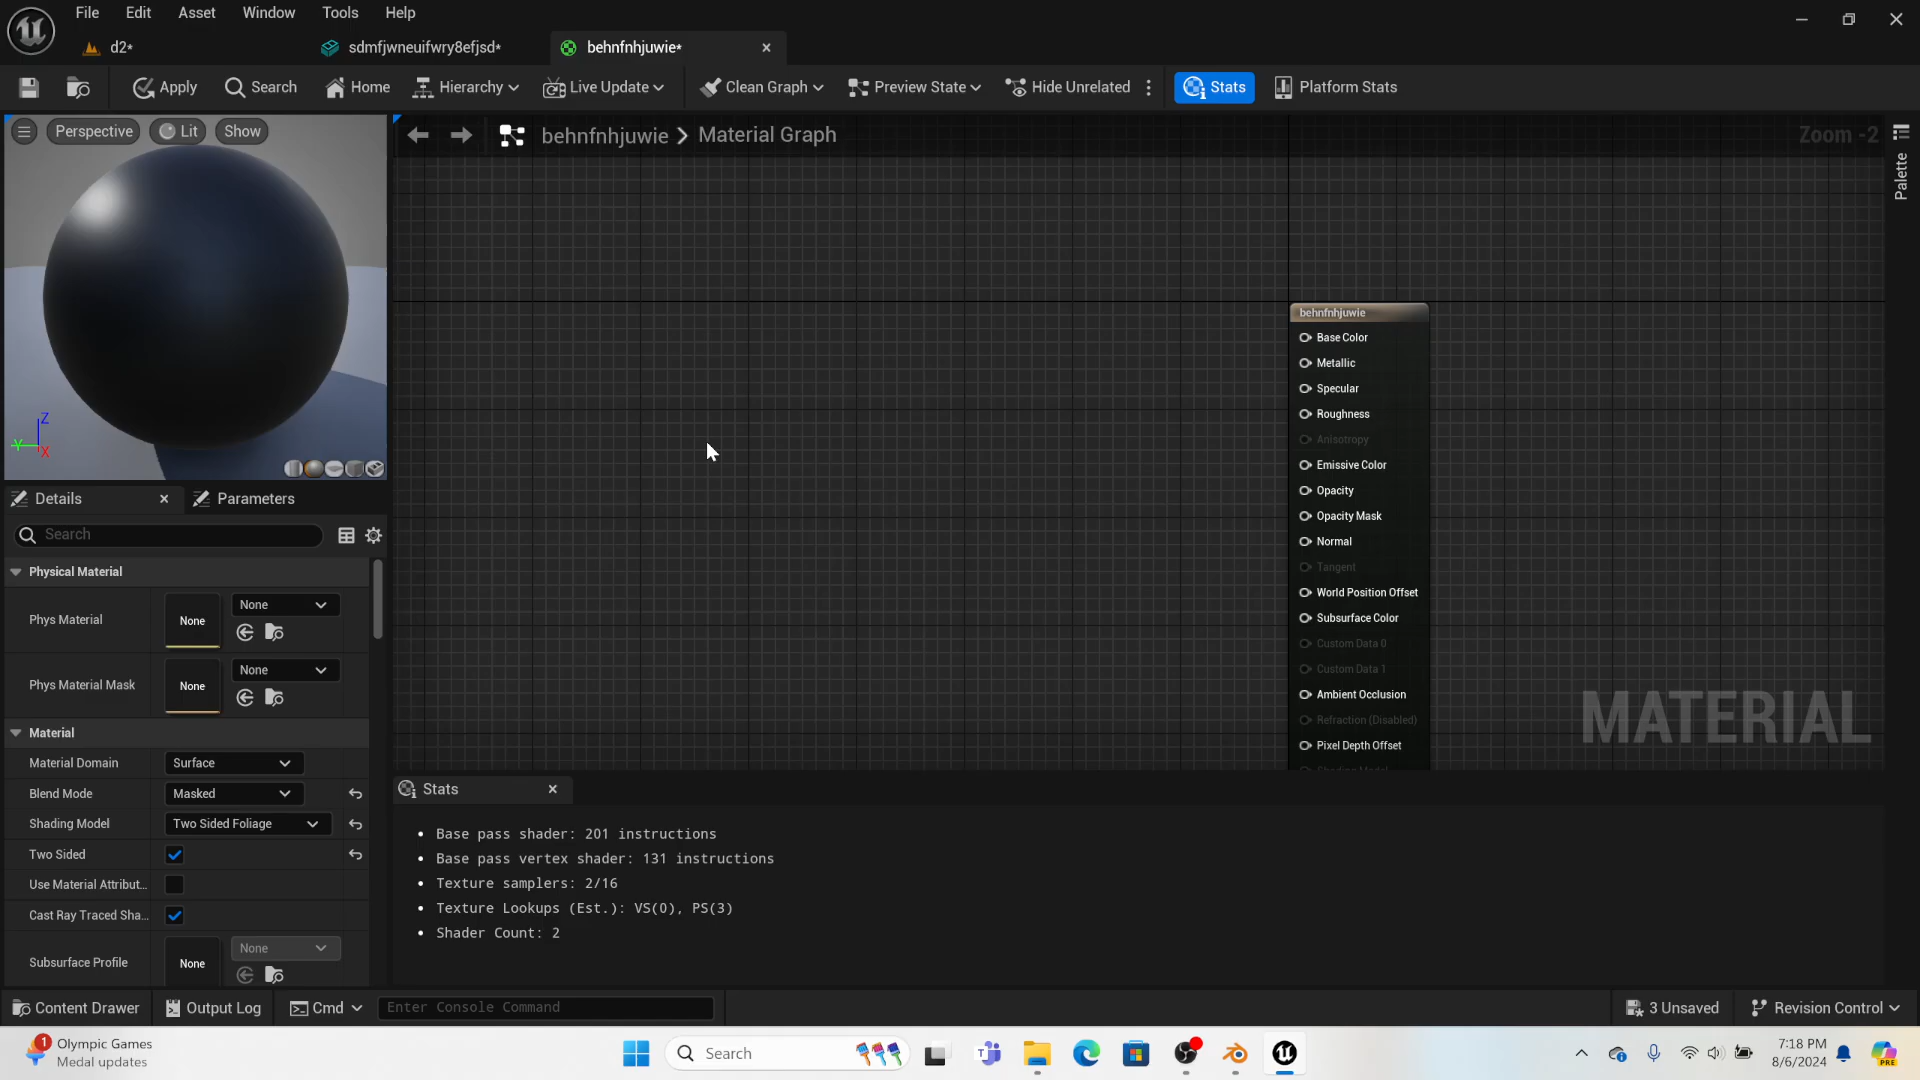 File Edit Asset Window Tools Help
d2* sdmfjwneuifwry8efjsd* behnfnhjuwie*
Apply Search Home Hierarchy Live Update Clean Graph Preview State Hide Unrelated Stats Platform Stats
Perspective Lit Show
behnfnhjuwie > Material Graph
Zoom -2
Palette
behnfnhjuwie
Base Color
Metallic
Specular
Roughness
Anisotropy
Emissive Color
Opacity
Opacity Mask
Normal
Tangent
World Position Offset
Subsurface Color
Custom Data 0
Custom Data 1
Ambient Occlusion
Refraction (Disabled)
Pixel Depth Offset
Shading Model
MATERIAL
Z
Y
X
Details Parameters
Search
Physical Material
Phys Material None None
Phys Material Mask None None
Material
Material Domain Surface
Blend Mode Masked
Shading Model Two Sided Foliage
Two Sided
Use Material Attribut...
Cast Ray Traced Sha...
Subsurface Profile None None
Stats
• Base pass shader: 201 instructions
• Base pass vertex shader: 131 instructions
• Texture samplers: 2/16
• Texture Lookups (Est.): VS(0), PS(3)
• Shader Count: 2
Content Drawer Output Log Cmd Enter Console Command 3 Unsaved Revision Control
1 Olympic Games
Medal updates
Search
7:18 PM
8/6/2024
PRE